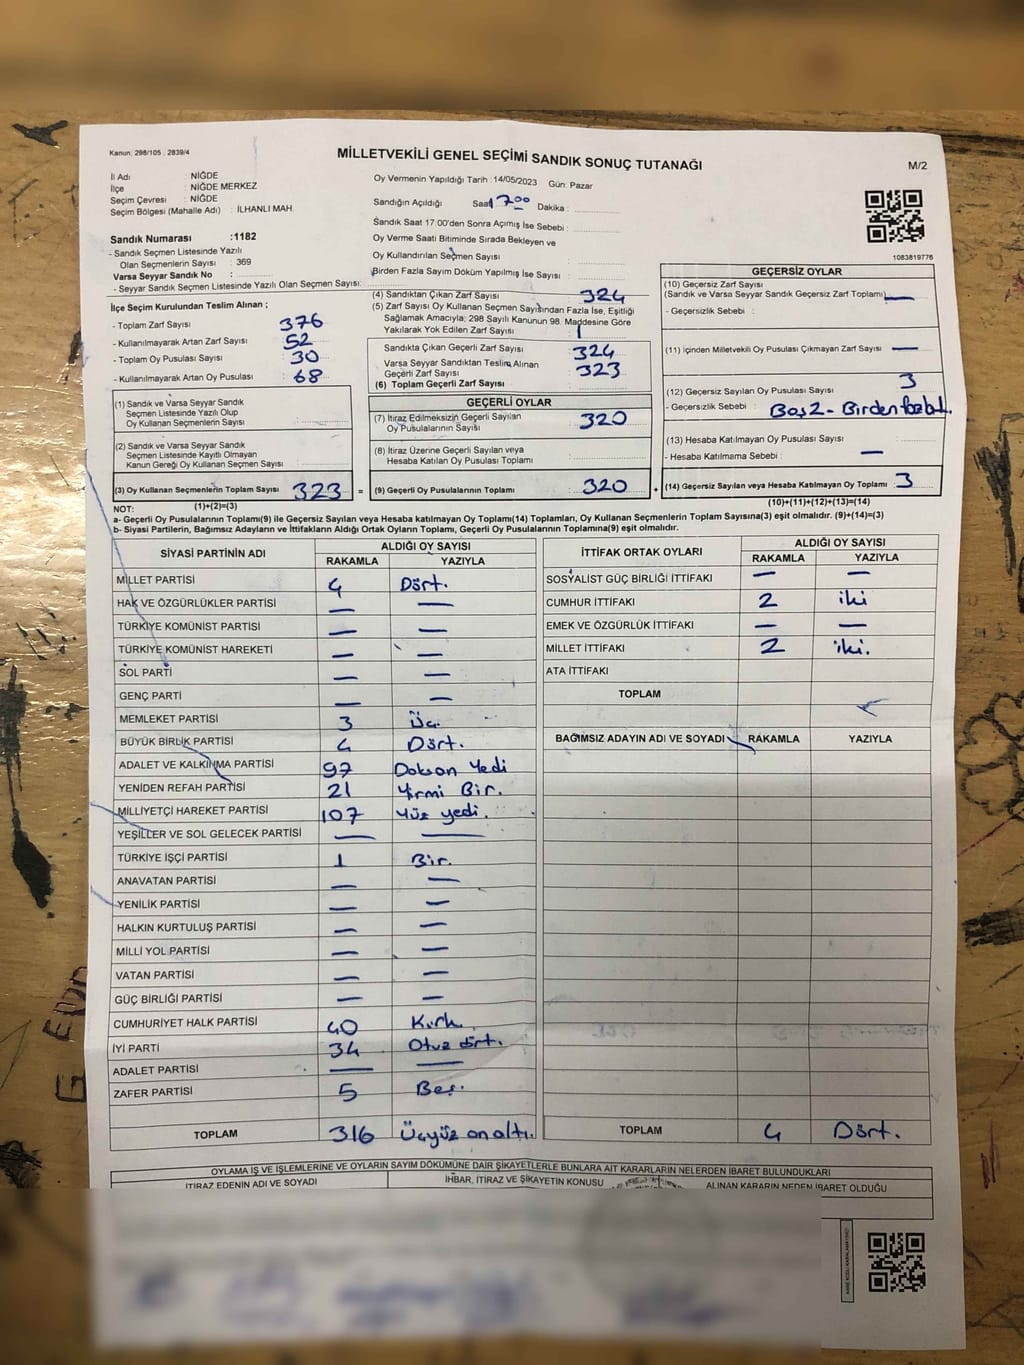 Kanun: 298/105, 2839/4
MİLLETVEKİLİ GENEL SEÇİMİ SANDIK SONUÇ TUTANAĞI
M/2
İl Adı : NİĞDE
İlçe : NİĞDE MERKEZ
Seçim Çevresi : NİĞDE
Seçim Bölgesi (Mahalle Adı) : İLHANLI MAH.
Oy Vermenin Yapıldığı Tarih :14/05/2023 Gün: Pazar
Sandığın Açıldığı Saat 17 00 Dakika :
Sandık Saat 17:00'den Sonra Açımış İse Sebebi :
Oy Verme Saati Bitiminde Sırada Bekleyen ve
Oy Kullandırılan Seçmen Sayısı :
Birden Fazla Sayım Döküm Yapılmış İse Sayısı :
1083819776
Sandık Numarası :1182
- Sandık Seçmen Listesinde Yazılı
Olan Seçmenlerin Sayısı : 369
Varsa Seyyar Sandık No :
- Seyyar Sandık Seçmen Listesinde Yazılı Olan Seçmen Sayısı:
İlçe Seçim Kurulundan Teslim Alınan ;
- Toplam Zarf Sayısı : 376
- Kullanılmayarak Artan Zarf Sayısı : 52
- Toplam Oy Pusulası Sayısı : 30
- Kullanılmayarak Artan Oy Pusulası : 68
(1) Sandık ve Varsa Seyyar Sandık
Seçmen Listesinde Yazılı Olup
Oy Kullanan Seçmenlerin Sayısı :
(2) Sandık ve Varsa Seyyar Sandık
Seçmen Listesinde Kayıtlı Olmayan
Kanun Gereği Oy Kullanan Seçmen Sayısı :
(3) Oy Kullanan Seçmenlerin Toplam Sayısı : 323 =
(1)+(2)=(3)
(4) Sandıktan Çıkan Zarf Sayısı : 324
(5) Zarf Sayısı Oy Kullanan Seçmen Sayısından Fazla İse, Eşitliği
Sağlamak Amacıyla; 298 Sayılı Kanunun 98. Maddesine Göre
Yakılarak Yok Edilen Zarf Sayısı : 1
Sandıkta Çıkan Geçerli Zarf Sayısı : 324
Varsa Seyyar Sandıktan Teslim Alınan
Geçerli Zarf Sayısı : 323
(6) Toplam Geçerli Zarf Sayısı :
GEÇERLİ OYLAR
(7) İtiraz Edilmeksizin Geçerli Sayılan
Oy Pusulalarının Sayısı : 320
(8) İtiraz Üzerine Geçerli Sayılan veya
Hesaba Katılan Oy Pusulası Toplamı :
(9) Geçerli Oy Pusulalarının Toplamı : 320 +
GEÇERSİZ OYLAR
(10) Geçersiz Zarf Sayısı
(Sandık ve Varsa Seyyar Sandık Geçersiz Zarf Toplamı) —
- Geçersizlik Sebebi :
(11) İçinden Milletvekili Oy Pusulası Çıkmayan Zarf Sayısı : —
(12) Geçersiz Sayılan Oy Pusulası Sayısı : 3
- Geçersizlik Sebebi : Boş 2 - Birden
(13) Hesaba Katılmayan Oy Pusulası Sayısı :
- Hesaba Katılmama Sebebi : —
(14) Geçersiz Sayılan veya Hesaba Katılmayan Oy Toplamı : 3
(10)+(11)+(12)+(13)=(14)
NOT:
a- Geçerli Oy Pusulalarının Toplamı(9) ile Geçersiz Sayılan veya Hesaba katılmayan Oy Toplamı(14) Toplamları, Oy Kullanan Seçmenlerin Toplam Sayısına(3) eşit olmalıdır. (9)+(14)=(3)
b- Siyasi Partilerin, Bağımsız Adayların ve İttifakların Aldığı Ortak Oyların Toplamı, Geçerli Oy Pusulalarının Toplamına(9) eşit olmalıdır.
SİYASİ PARTİNİN ADI ALDIĞI OY SAYISI
RAKAMLA YAZIYLA
MİLLET PARTİSİ 4 Dört.
HAK VE ÖZGÜRLÜKLER PARTİSİ — —
TÜRKİYE KOMÜNİST PARTİSİ — —
TÜRKİYE KOMÜNİST HAREKETİ — —
SOL PARTİ — —
GENÇ PARTİ — —
MEMLEKET PARTİSİ 3 Üç.
BÜYÜK BİRLİK PARTİSİ 4 Dört.
ADALET VE KALKINMA PARTİSİ 97 Doksan Yedi
YENİDEN REFAH PARTİSİ 21 Yirmi Bir.
MİLLİYETÇİ HAREKET PARTİSİ 107 Yüz yedi.
YEŞİLLER VE SOL GELECEK PARTİSİ — —
TÜRKİYE İŞÇİ PARTİSİ 1 Bir.
ANAVATAN PARTİSİ — —
YENİLİK PARTİSİ — —
HALKIN KURTULUŞ PARTİSİ — —
MİLLİ YOL PARTİSİ — —
VATAN PARTİSİ — —
GÜÇ BİRLİĞİ PARTİSİ — —
CUMHURİYET HALK PARTİSİ 40 Kırk.
İYİ PARTİ 34 Otuz dört.
ADALET PARTİSİ — —
ZAFER PARTİSİ 5 Beş.
TOPLAM 316 Üçyüz on altı.
İTTİFAK ORTAK OYLARI ALDIĞI OY SAYISI
RAKAMLA YAZIYLA
SOSYALİST GÜÇ BİRLİĞİ İTTİFAKI — —
CUMHUR İTTİFAKI 2 iki
EMEK VE ÖZGÜRLÜK İTTİFAKI — —
MİLLET İTTİFAKI 2 iki.
ATA İTTİFAKI
TOPLAM
BAĞIMSIZ ADAYIN ADI VE SOYADI RAKAMLA YAZIYLA
TOPLAM 4 Dört.
OYLAMA İŞ VE İŞLEMLERİNE VE OYLARIN SAYIM DÖKÜMÜNE DAİR ŞİKAYETLERLE BUNLARA AİT KARARLARIN NELERDEN İBARET BULUNDUKLARI
İTİRAZ EDENİN ADI VE SOYADI
İHBAR, İTİRAZ VE ŞİKAYETİN KONUSU
ALINAN KARARIN NEDEN İBARET OLDUĞU